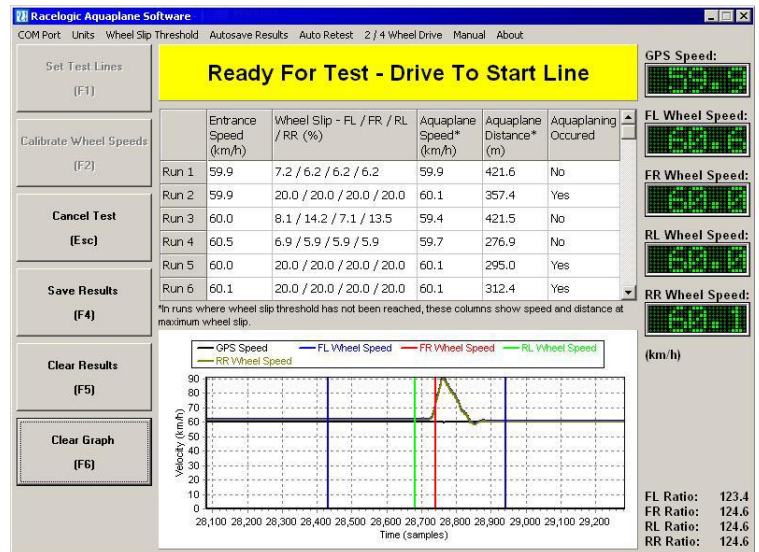 Racelogic Aquaplane Software
COM Port Units Wheel Slip Threshold Autosave Results Auto Retest 2 / 4 Wheel Drive Manual About
Set Test Lines
(F1)
Calibrate Wheel Speeds
(F2)
Cancel Test
(Esc)
Save Results
(F4)
Clear Results
(F5)
Clear Graph
(F6)
Ready For Test - Drive To Start Line
Entrance Speed (km/h) Wheel Slip - FL / FR / RL / RR (%) Aquaplane Speed* (km/h) Aquaplane Distance* (m) Aquaplaning Occured
Run 1 59.9 7.2 / 6.2 / 6.2 / 6.2 59.9 421.6 No
Run 2 59.9 20.0 / 20.0 / 20.0 / 20.0 60.1 357.4 Yes
Run 3 60.0 8.1 / 14.2 / 7.1 / 13.5 59.4 421.5 No
Run 4 60.5 6.9 / 5.9 / 5.9 / 5.9 59.7 276.9 No
Run 5 60.0 20.0 / 20.0 / 20.0 / 20.0 60.1 295.0 Yes
Run 6 60.1 20.0 / 20.0 / 20.0 / 20.0 60.1 312.4 Yes
*In runs where wheel slip threshold has not been reached, these columns show speed and distance at
maximum wheel slip.
GPS Speed FL Wheel Speed FR Wheel Speed RL Wheel Speed
RR Wheel Speed
Velocity (km/h)
90
80
70
60
50
40
30
20
10
0
28,100 28,200 28,300 28,400 28,500 28,600 28,700 28,800 28,900 29,000 29,100 29,200
Time (samples)
GPS Speed:
59.9
FL Wheel Speed:
60.6
FR Wheel Speed:
60.0
RL Wheel Speed:
60.0
RR Wheel Speed:
60.1
(km/h)
FL Ratio: 123.4
FR Ratio: 124.6
RL Ratio: 124.6
RR Ratio: 124.6